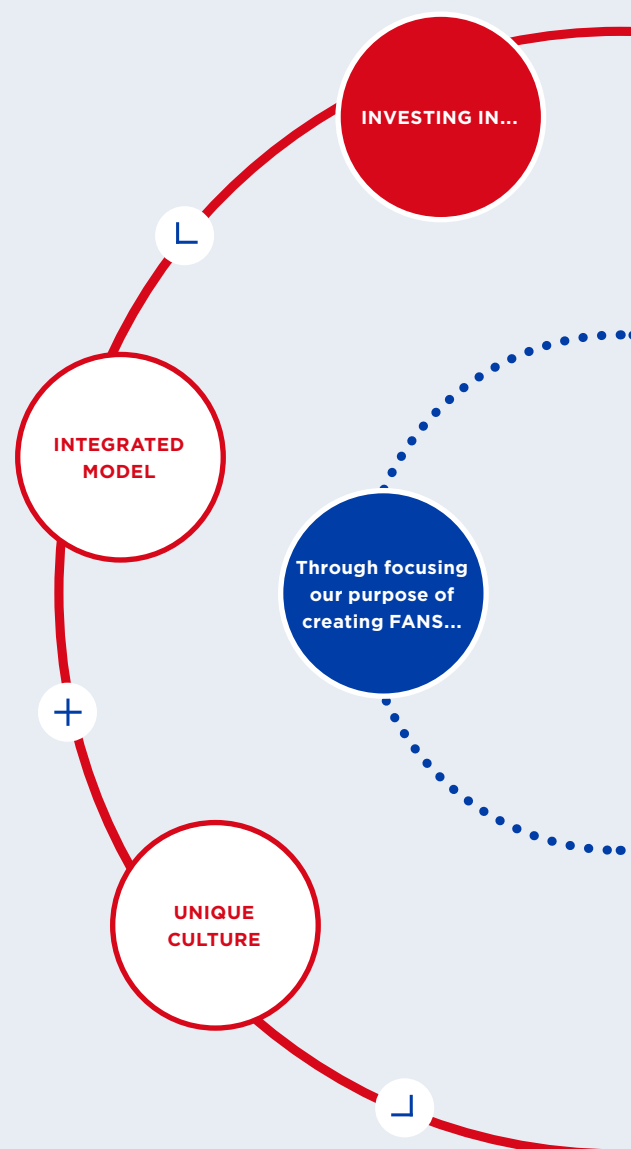 INVESTING IN...
INTEGRATED
MODEL
Through focusing
our purpose of
creating FANS...
+
UNIQUE
CULTURE